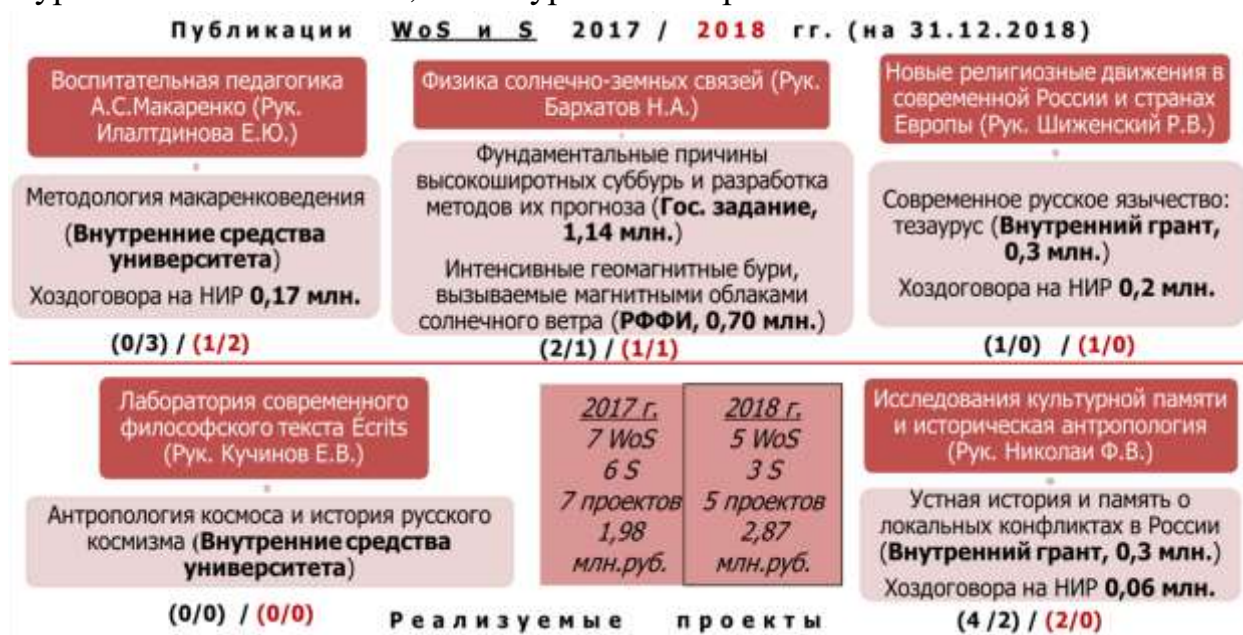 Публикации WoS и S 2017 / 2018 гг. (на 31.12.2018)
Воспитательная педагогика
А.С.Макаренко (Рук.
Илалтдинова Е.Ю.)
Методология макаренковедения
(Внутренние средства
университета)
Хоздоговора на НИР 0,17 млн.
(0/3) / (1/2)
Физика солнечно-земных связей (Рук.
Бархатов Н.А.)
Фундаментальные причины
высокоширотных суббурь и разработка
методов их прогноза (Гос. задание,
1,14 млн.)
Интенсивные геомагнитные бури,
вызываемые магнитными облаками
солнечного ветра (РФФИ, 0,70 млн.)
(2/1) / (1/1)
Новые религиозные движения в
современной России и странах
Европы (Рук. Шиженский Р.В.)
Современное русское язычество:
тезаурус (Внутренний грант,
0,3 млн.)
Хоздоговора на НИР 0,2 млн.
(1/0) / (1/0)
Лаборатория современного
философского текста Écrits
(Рук. Кучинов Е.В.)
Антропология космоса и история русского
космизма (Внутренние средства
университета)
(0/0) / (0/0)
2017 г.
7 WoS
6 S
7 проектов
1,98
млн.руб.
2018 г.
5 WoS
3 S
5 проектов
2,87
млн.руб.
Исследования культурной памяти
и историческая антропология
(Рук. Николаи Ф.В.)
Устная история и память о
локальных конфликтах в России
(Внутренний грант, 0,3 млн.)
Хоздоговора на НИР 0,06 млн.
(4 /2) / (2/0)
Реализуемые проекты